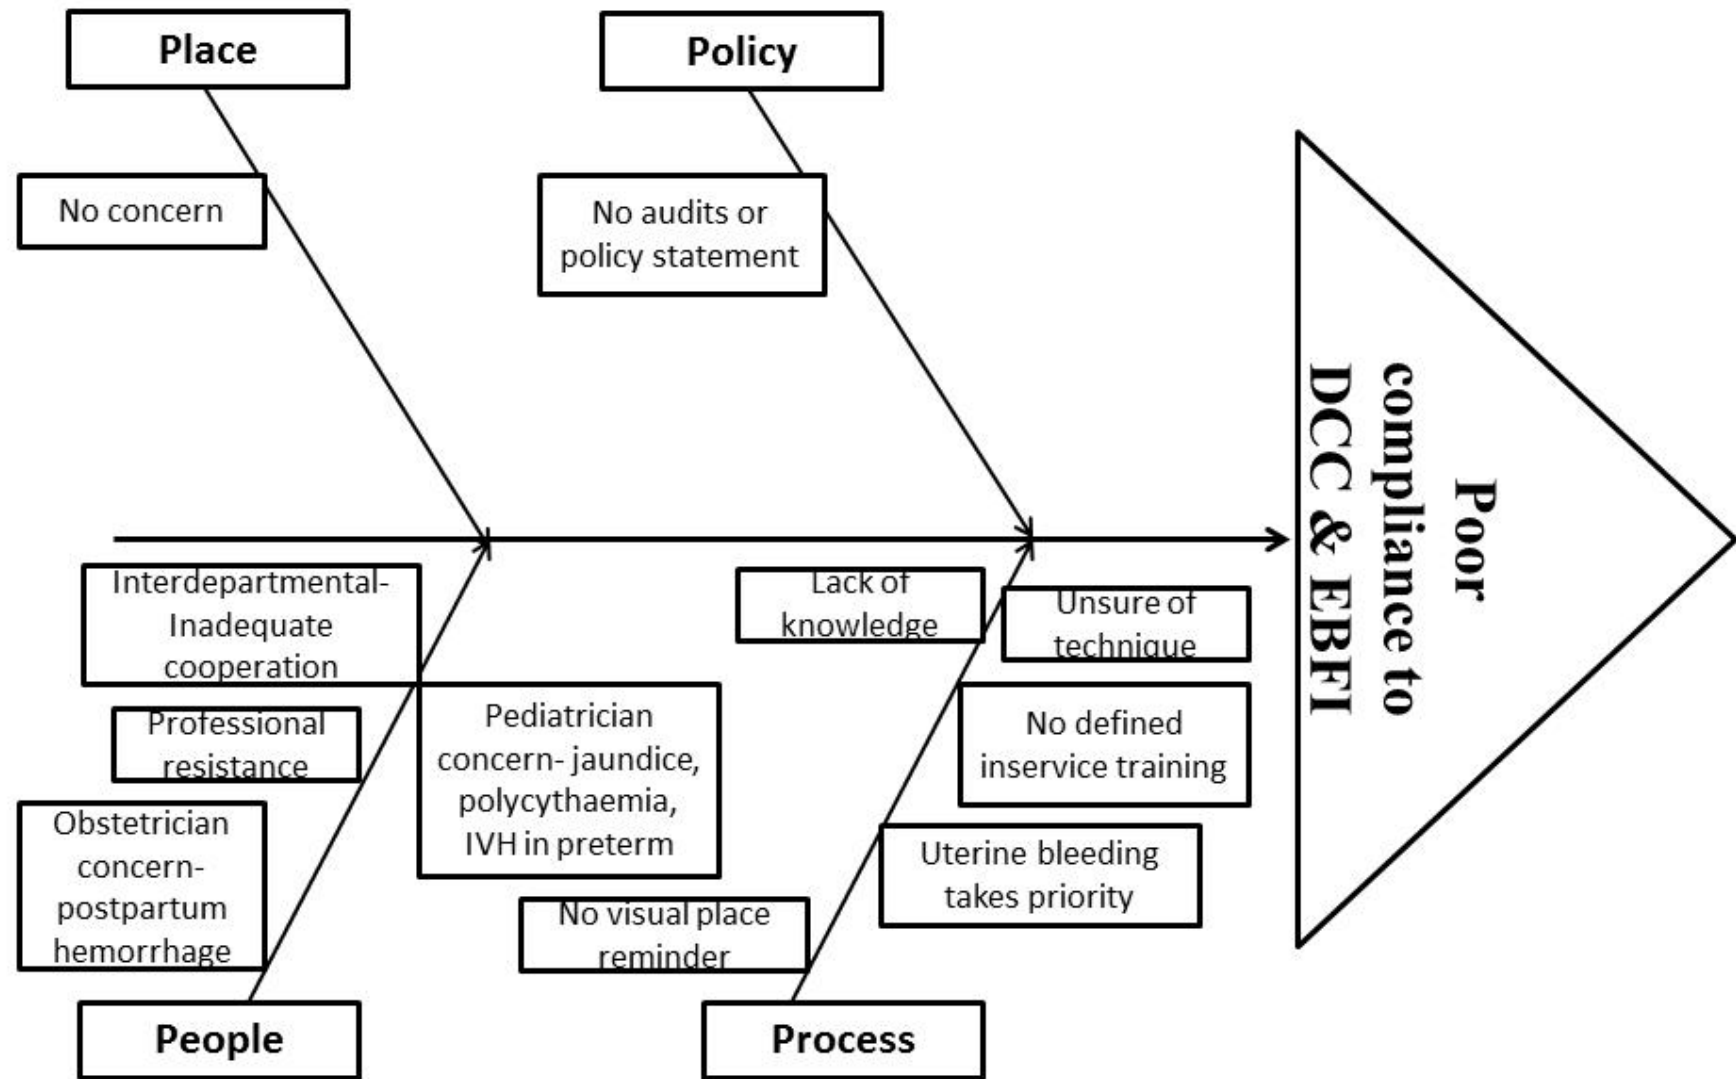 Place
Policy
No concern
No audits or
policy statement
Poor
compliance to
DCC & EBFI
Interdepartmental-
Inadequate
cooperation
Lack of
knowledge
Unsure of
technique
Professional
resistance
Pediatrician
concern- jaundice,
polycythaemia,
IVH in preterm
No defined
inservice training
Obstetrician
concern-
postpartum
hemorrhage
Uterine bleeding
takes priority
No visual place
reminder
People
Process